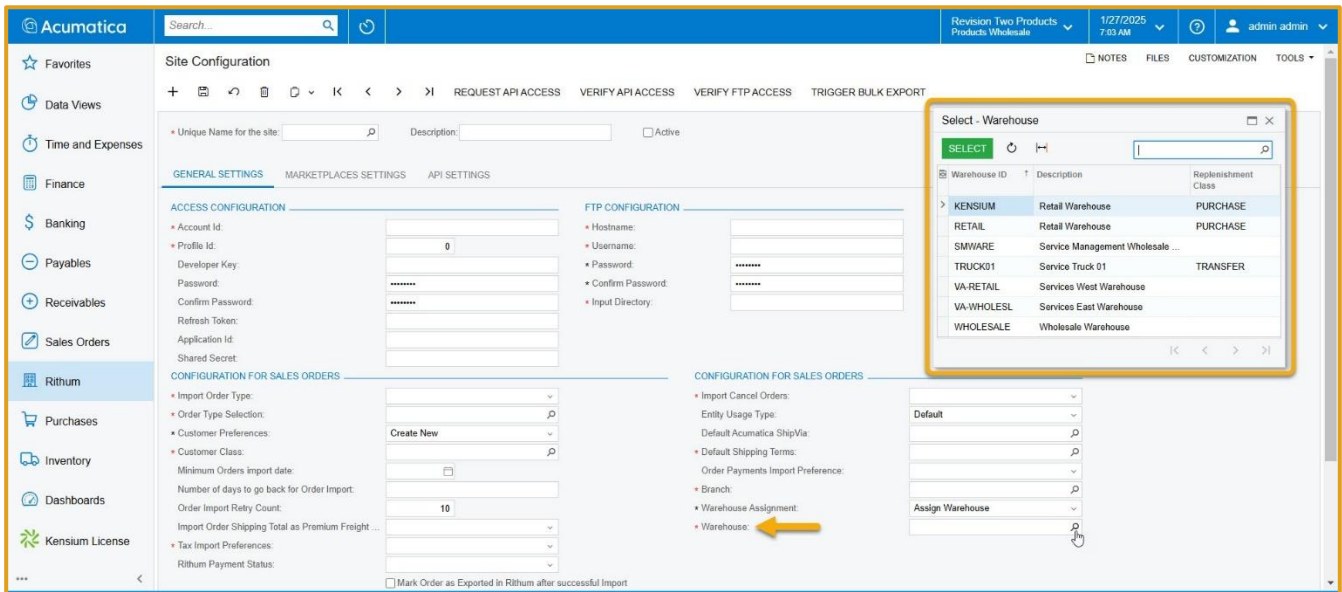 Acumatica
Search...
Revision Two Products
Products Wholesale
1/27/2025
7:03 AM
admin admin
Favorites
Data Views
Time and Expenses
Finance
Banking
Payables
Receivables
Sales Orders
Rithum
Purchases
Inventory
Dashboards
Kensium License
Site Configuration
NOTES FILES CUSTOMIZATION TOOLS
REQUEST API ACCESS VERIFY API ACCESS VERIFY FTP ACCESS TRIGGER BULK EXPORT
* Unique Name for the site: Description: Active
GENERAL SETTINGS MARKETPLACES SETTINGS API SETTINGS
ACCESS CONFIGURATION
* Account Id:
* Profile Id: 0
Developer Key:
Password: ••••••••
Confirm Password: ••••••••
Refresh Token:
Application Id:
Shared Secret:
FTP CONFIGURATION
* Hostname:
* Username:
* Password: ••••••••
* Confirm Password: ••••••••
* Input Directory:
CONFIGURATION FOR SALES ORDERS
* Import Order Type:
* Order Type Selection:
* Customer Preferences: Create New
* Customer Class:
Minimum Orders import date:
Number of days to go back for Order Import:
Order Import Retry Count: 10
Import Order Shipping Total as Premium Freight ...
* Tax Import Preferences:
Rithum Payment Status:
Mark Order as Exported in Rithum after successful Import
CONFIGURATION FOR SALES ORDERS
* Import Cancel Orders:
Entity Usage Type: Default
Default Acumatica ShipVia:
* Default Shipping Terms:
Order Payments Import Preference:
* Branch:
* Warehouse Assignment: Assign Warehouse
* Warehouse:
Select - Warehouse
SELECT
Warehouse ID Description Replenishment Class
KENSIUM Retail Warehouse PURCHASE
RETAIL Retail Warehouse PURCHASE
SMWARE Service Management Wholesale ...
TRUCK01 Service Truck 01 TRANSFER
VA-RETAIL Services West Warehouse
VA-WHOLESL Services East Warehouse
WHOLESALE Wholesale Warehouse